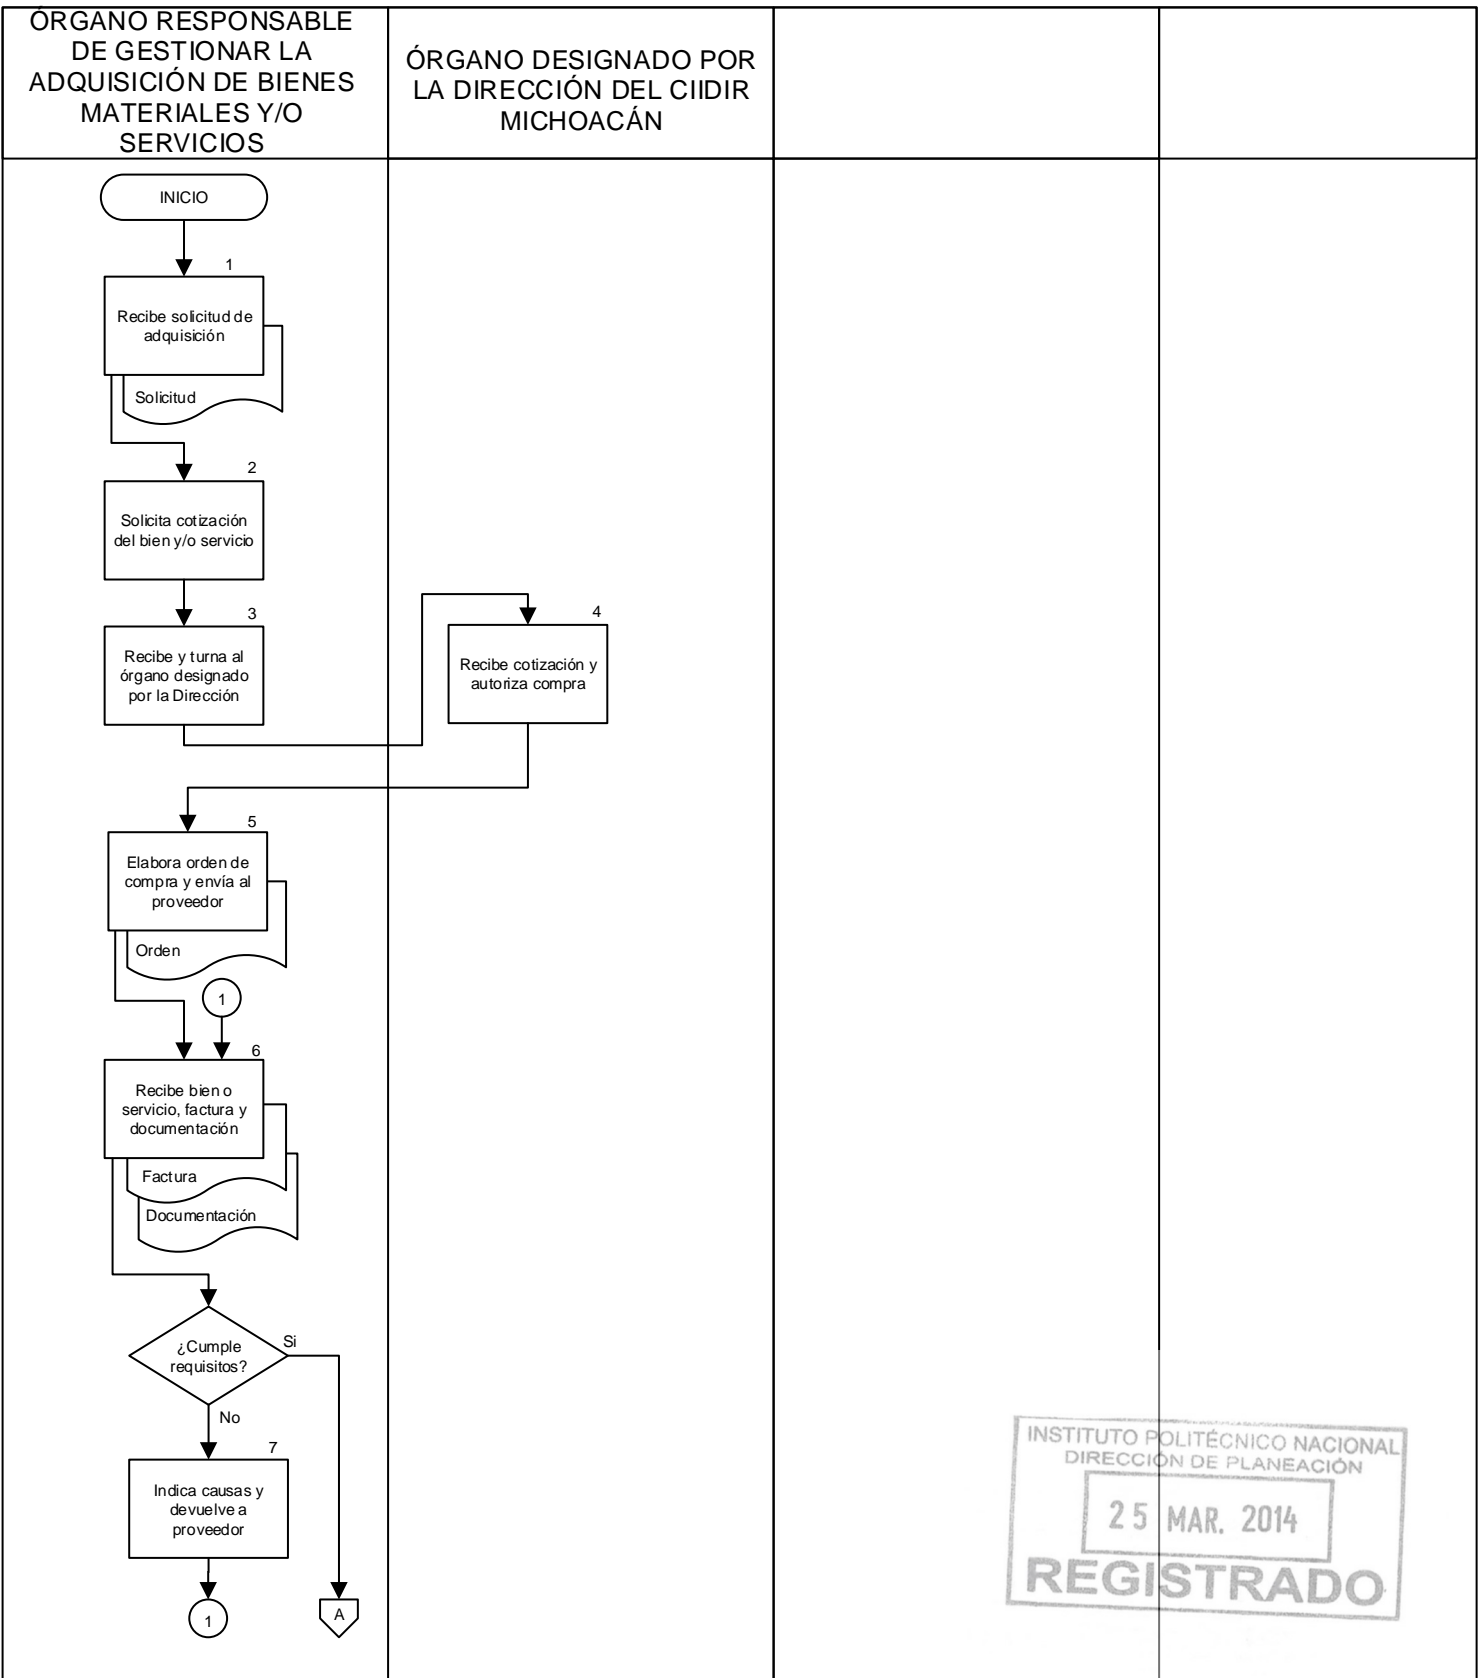 ÓRGANO RESPONSABLE
DE GESTIONAR LA
ADQUISICIÓN DE BIENES
MATERIALES Y/O
SERVICIOS
ÓRGANO DESIGNADO POR
LA DIRECCIÓN DEL CIIDIR
MICHOACÁN
INICIO
1
Recibe solicitud de
adquisición
Solicitud
2
Solicita cotización
del bien y/o servicio
3
Recibe y turna al
órgano designado
por la Dirección
4
Recibe cotización y
autoriza compra
5
Elabora orden de
compra y envía al
proveedor
Orden
1
6
Recibe bien o
servicio, factura y
documentación
Factura
Documentación
¿Cumple
requisitos?
Si
No
7
Indica causas y
devuelve a
proveedor
1
A
INSTITUTO POLITÉCNICO NACIONAL
DIRECCIÓN DE PLANEACIÓN
25 MAR. 2014
REGISTRADO